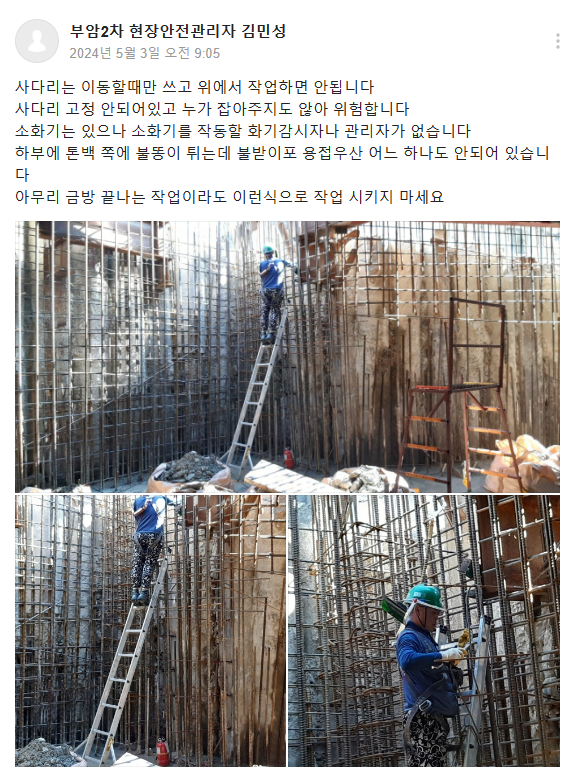 부암2차 현장안전관리자 김민성
2024년 5월 3일 오전 9:05
사다리는 이동할때만 쓰고 위에서 작업하면 안됩니다
사다리 고정 안되어있고 누가 잡아주지도 않아 위험합니다
소화기는 있으나 소화기를 작동할 화기감시자나 관리자가 없습니다
하부에 톤백 쪽에 불똥이 튀는데 불받이포 용접우산 어느 하나도 안되어 있습니
다
아무리 금방 끝나는 작업이라도 이런식으로 작업 시키지 마세요